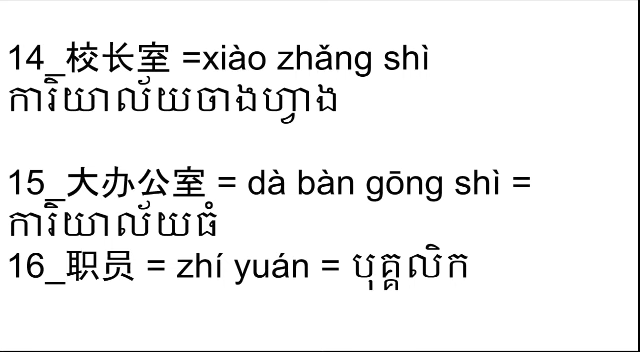 14_校长室 =xiào zhǎng shì
ការិយាល័យចាងហ្វាង
15_大办公室 = dà bàn gōng shì =
ការិយាល័យធំ
16_职员 = zhí yuán = បុគ្គលិក